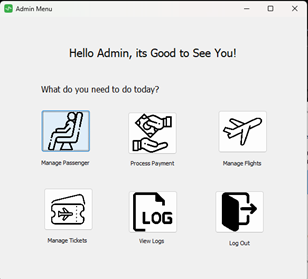 Admin Menu
Hello Admin, its Good to See You!
What do you need to do today?
Manage Passenger
Process Payment
Manage Flights
LOG
Manage Tickets
View Logs
Log Out